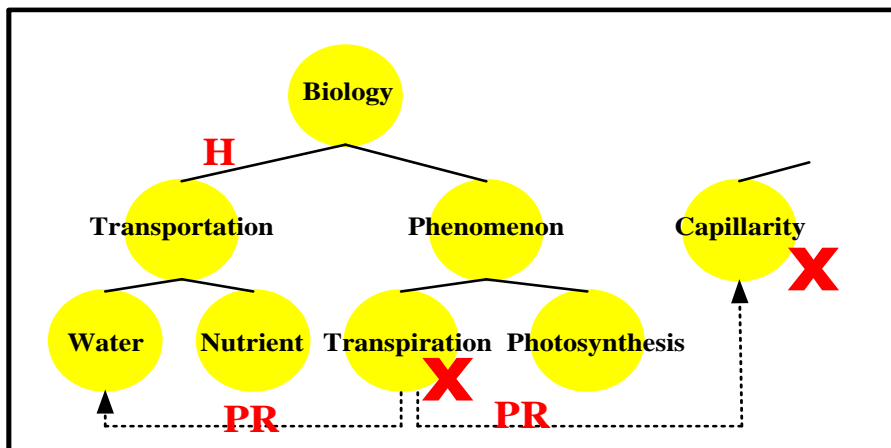 Biology
H
Transportation
Phenomenon
Capillarity
X
Water
Nutrient
Transpiration
Photosynthesis
X
PR
PR